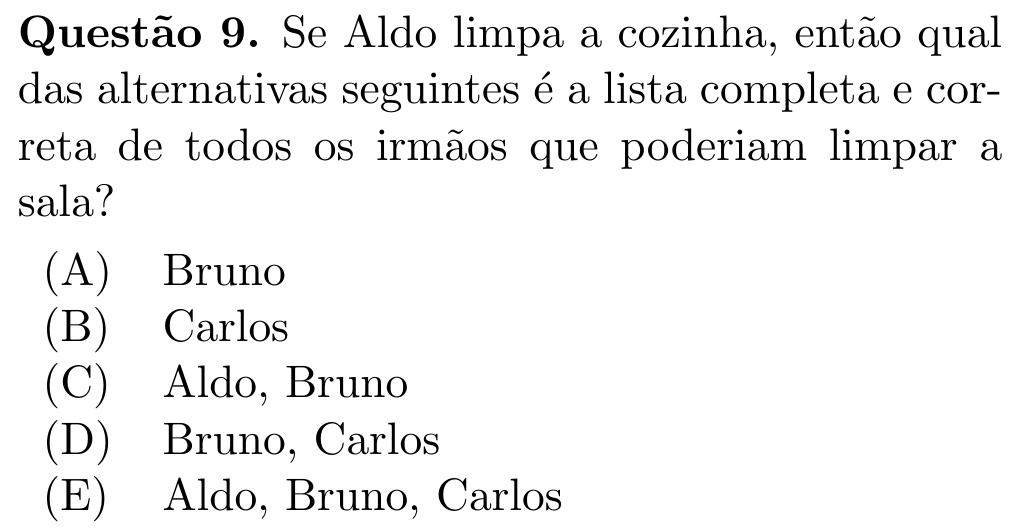 Questão 9. Se Aldo limpa a cozinha, então qual
das alternativas seguintes é a lista completa e cor-
reta de todos os irmãos que poderiam limpar a
sala?
(A) Bruno
(B) Carlos
(C) Aldo, Bruno
(D) Bruno, Carlos
(E) Aldo, Bruno, Carlos